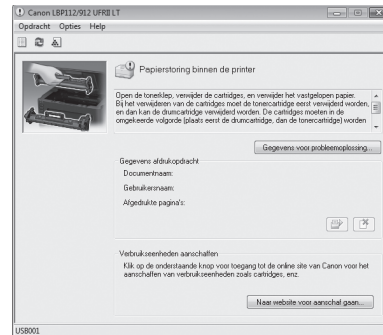 Canon LBP112/912 UFRII LT
Opdracht Opties Help
Papierstoring binnen de printer
Open de tonerklep, verwijder de cartridges, en verwijder het vastgelopen papier.
Bij het verwijderen van de cartridges moet de tonercartridge eerst verwijderd worden,
en dan kan de drumcartridge verwijderd worden. De cartridges moeten in de
omgekeerde volgorde (plaats eerst de drumcartridge, dan de tonercartridge) worden
Gegevens voor probleemoplossing...
Gegevens afdrukopdracht
Documentnaam:
Gebruikersnaam:
Afgedrukte pagina's:
Verbruikseenheden aanschaffen
Klik op de onderstaande knop voor toegang tot de online site van Canon voor het
aanschaffen van verbruikseenheden zoals cartridges, enz.
Naar website voor aanschaf gaan...
USB001